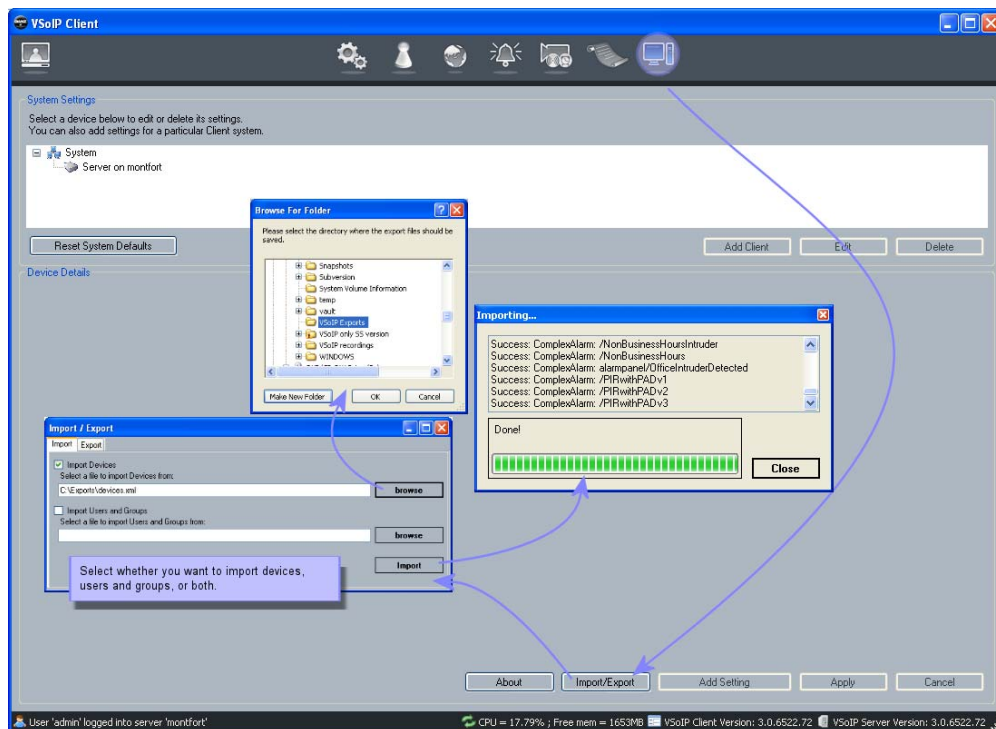 VSoIP Client
System Settings
Select a device below to edit or delete its settings.
You can also add settings for a particular Client system.
System
Server on montfort
Reset System Defaults
Add Client
Edit
Delete
Device Details
Browse For Folder
Please select the directory where the export files should be
saved.
Snapshots
Subversion
System Volume Information
temp
vault
VSoIP Exports
VSoIP only SS version
VSoIP recordings
WINDOWS
Make New Folder
OK
Cancel
Importing...
Success: ComplexAlarm: /NonBusinessHoursIntruder
Success: ComplexAlarm: /NonBusinessHours
Success: ComplexAlarm: alarmpanel/OfficeIntruderDetected
Success: ComplexAlarm: /PIRwithPADv1
Success: ComplexAlarm: /PIRwithPADv2
Success: ComplexAlarm: /PIRwithPADv3
Done!
Close
Import / Export
Import
Export
Import Devices
Select a file to import Devices from:
C:\Exports\devices.xml
browse
Import Users and Groups
Select a file to import Users and Groups from:
browse
Import
Select whether you want to import devices,
users and groups, or both.
About
Import/Export
Add Setting
Apply
Cancel
User 'admin' logged into server 'montfort'
CPU = 17.79% ; Free mem = 1653MB
VSoIP Client Version: 3.0.6522.72
VSoIP Server Version: 3.0.6522.72